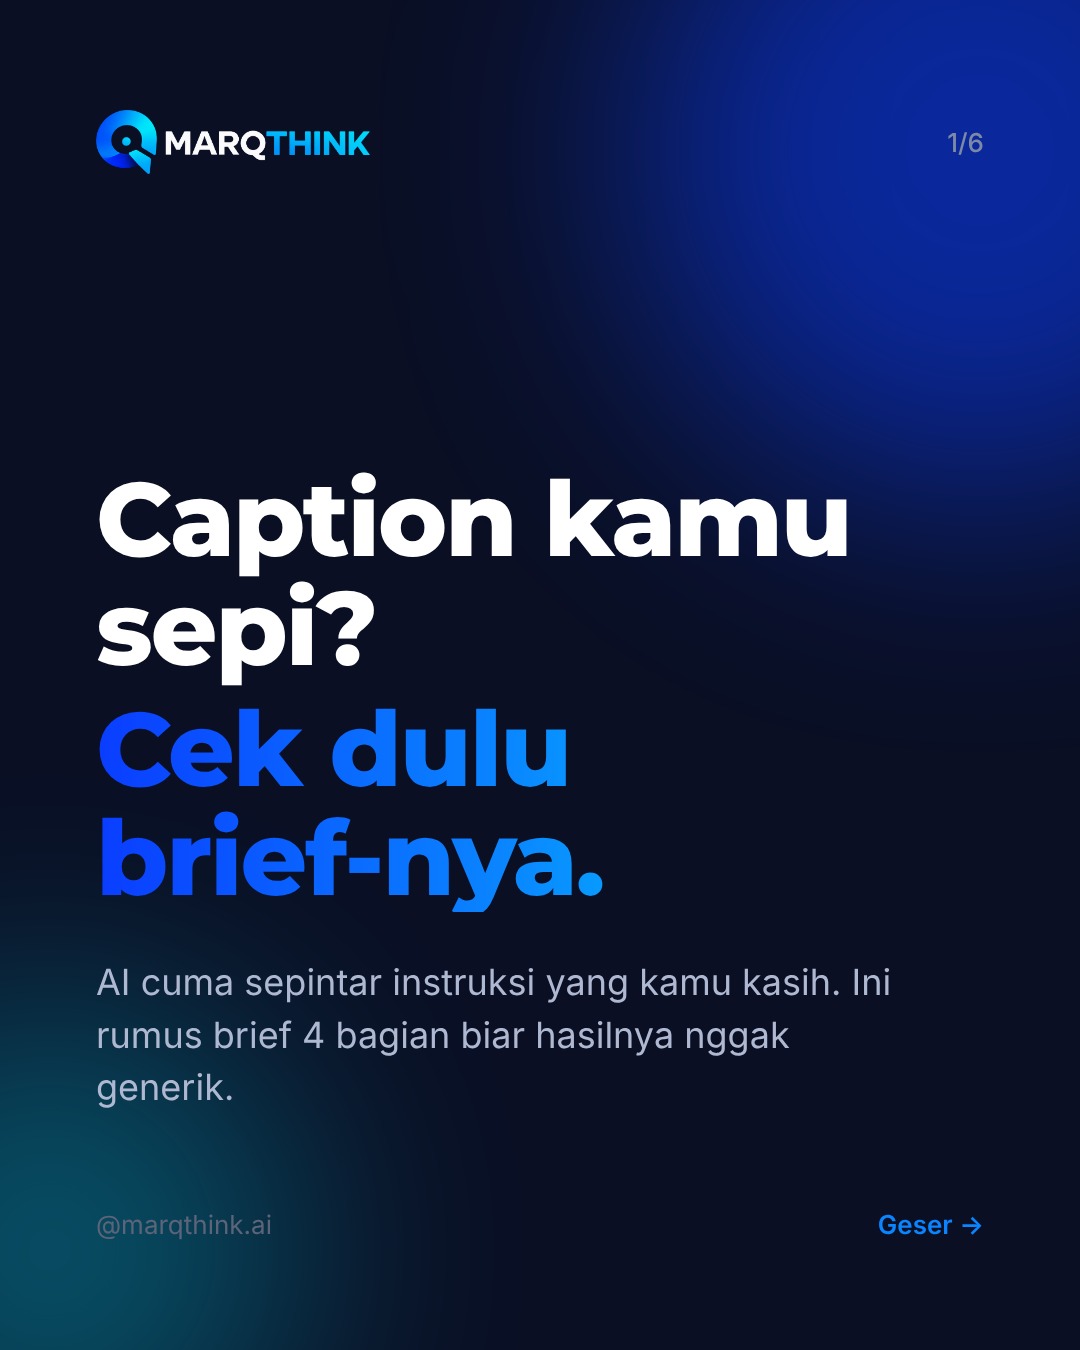 MARQTHINK
1/6
Caption kamu
sepi?
Cek dulu
brief-nya.
AI cuma sepintar instruksi yang kamu kasih. Ini
rumus brief 4 bagian biar hasilnya nggak
generik.
@marqthink.ai
Geser →